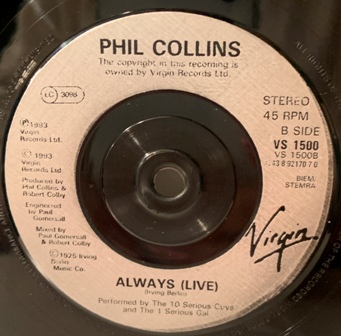 PHIL COLLINS
The copyright in this recording is
owned by Virgin Records Ltd.
LC 3098
STEREO
45 RPM
B SIDE
VS 1500
VS 1500B
BIEM/
STEMRA
℗1993
Virgin
Records Ltd.
©1993
Virgin
Records Ltd.
Produced by
Phil Collins &
Robert Colby
Engineered
by Paul
Gomersall
Mixed by
Paul Gomersall
& Robert Colby
©1925 Irving
Berlin
Music Co.
Virgin
ALWAYS (LIVE)
(Irving Berlin)
Performed by The 10 Serious Guys
and The 1 Serious Gal